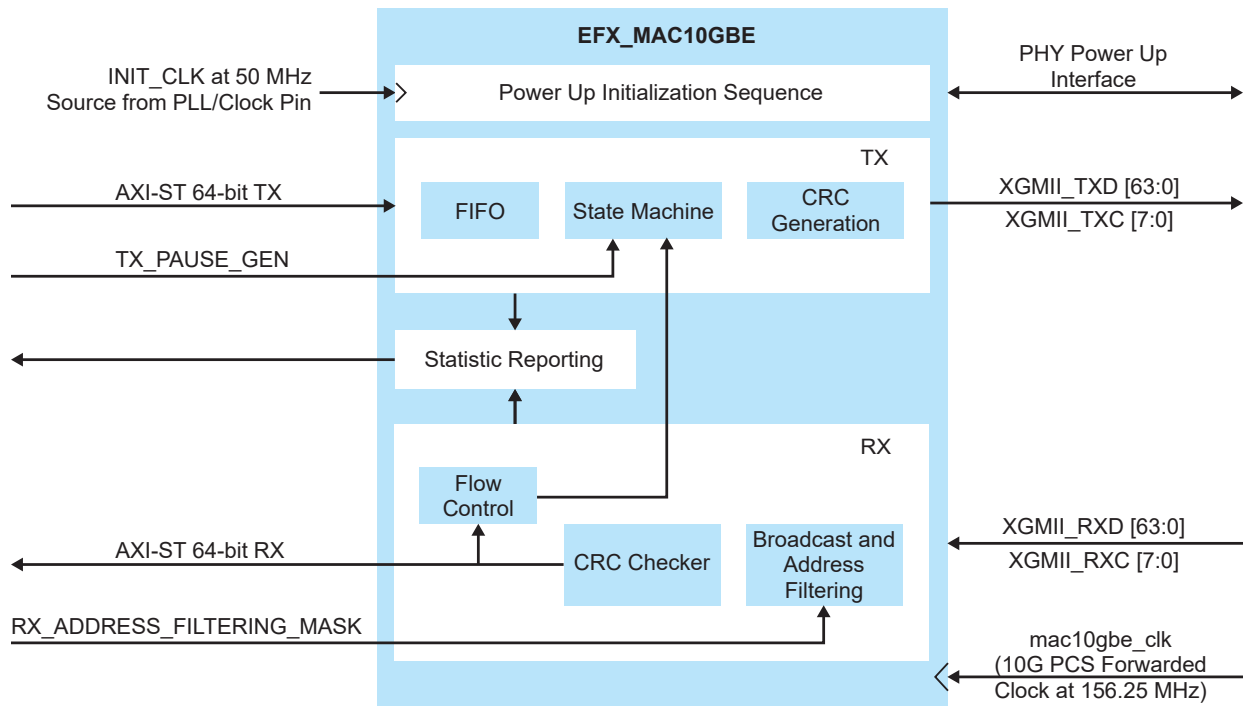 EFX_MAC10GBE
INIT_CLK at 50 MHz
Source from PLL/Clock Pin
Power Up Initialization Sequence
PHY Power Up
Interface
TX
AXI-ST 64-bit TX
FIFO
State Machine
CRC
Generation
XGMII_TXD [63:0]
XGMII_TXC [7:0]
TX_PAUSE_GEN
Statistic Reporting
RX
Flow
Control
AXI-ST 64-bit RX
CRC Checker
Broadcast and
Address
Filtering
XGMII_RXD [63:0]
XGMII_RXC [7:0]
RX_ADDRESS_FILTERING_MASK
mac10gbe_clk
(10G PCS Forwarded
Clock at 156.25 MHz)